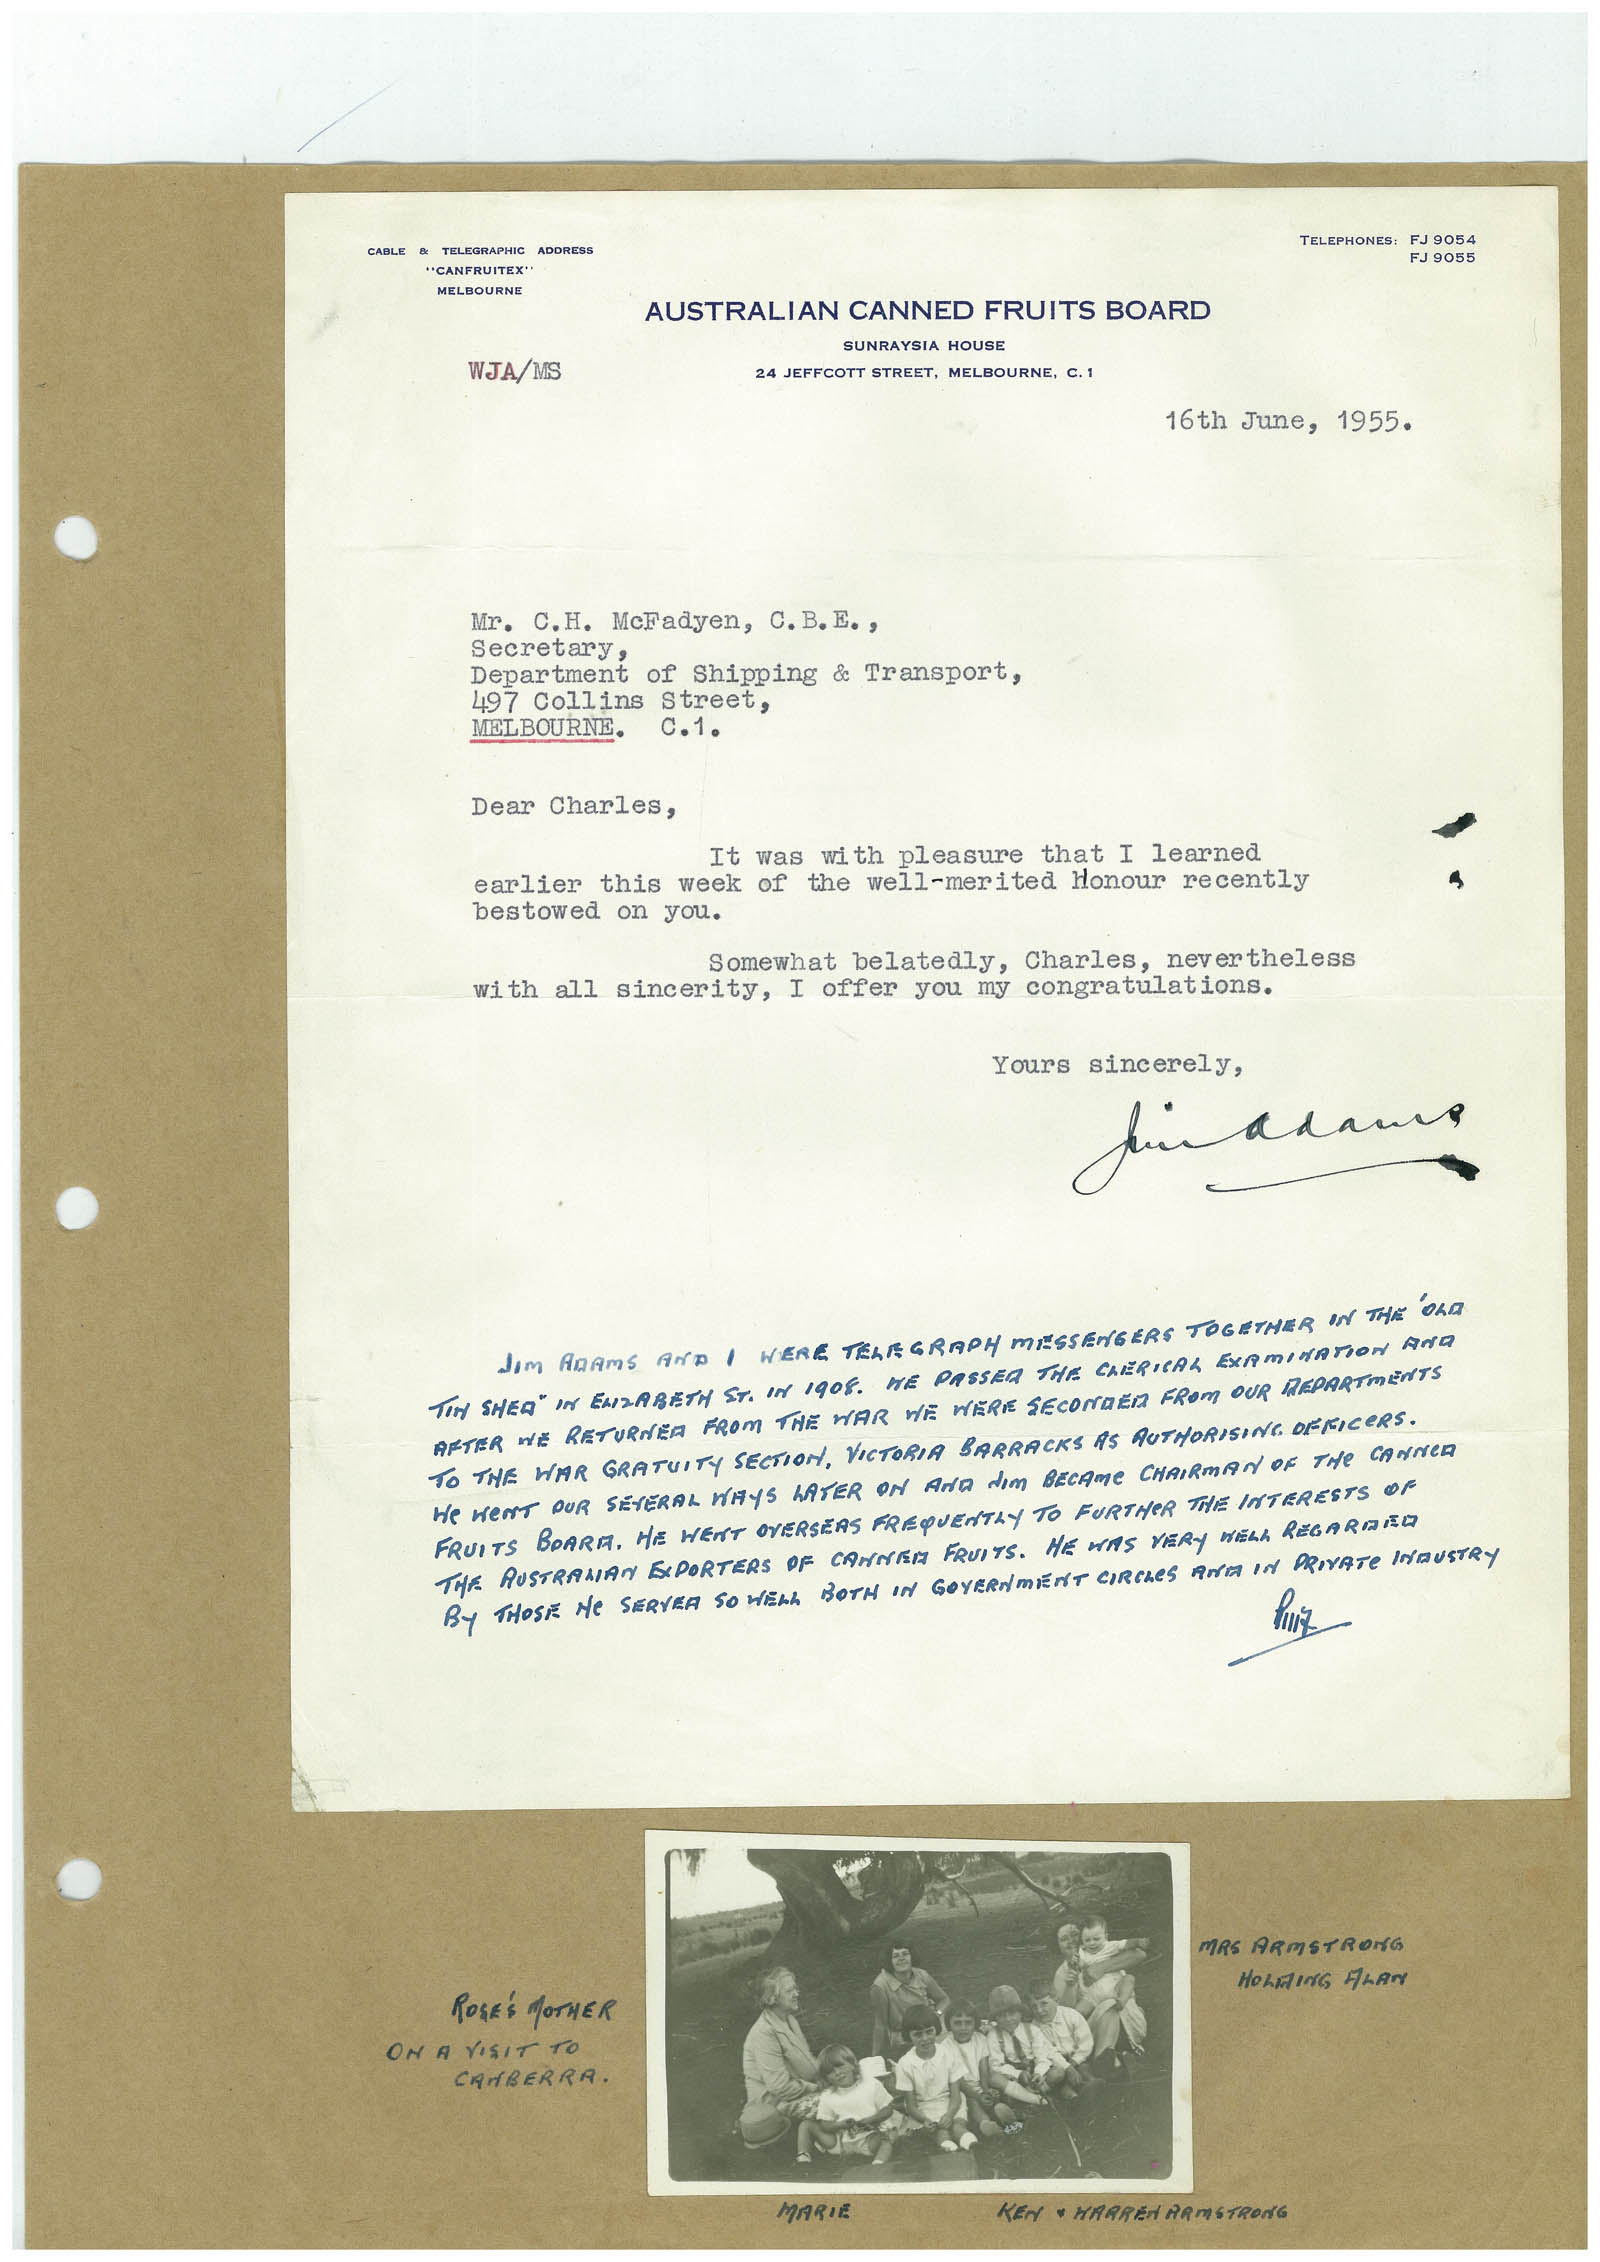 CABLE & TELEGRAPHIC ADDRESS
"CANFRUITEX"
MELBOURNE
TELEPHONES: FJ 9054
FJ 9055
AUSTRALIAN CANNED FRUITS BOARD
SUNRAYSIA HOUSE
24 JEFFCOTT STREET, MELBOURNE, C.1
WJA/MS
16th June, 1955.
Mr. C.H. McFadyen, C.B.E.,
Secretary,
Department of Shipping & Transport,
497 Collins Street,
MELBOURNE. C.1.
Dear Charles,
It was with pleasure that I learned
earlier this week of the well-merited Honour recently
bestowed on you.
Somewhat belatedly, Charles, nevertheless
with all sincerity, I offer you my congratulations.
Yours sincerely,
Jim Adams
JIM ADAMS AND I WERE TELEGRAPH MESSENGERS TOGETHER IN THE 'OLD
TIN SHED" IN ELIZABETH ST. IN 1908. WE PASSED THE CLERICAL EXAMINATION AND
AFTER WE RETURNED FROM THE WAR WE WERE SECONDED FROM OUR DEPARTMENTS
TO THE WAR GRATUITY SECTION, VICTORIA BARRACKS AS AUTHORISING OFFICERS.
WE WENT OUR SEVERAL WAYS LATER ON AND JIM BECAME CHAIRMAN OF THE CANNED
FRUITS BOARD. HE WENT OVERSEAS FREQUENTLY TO FURTHER THE INTERESTS OF
THE AUSTRALIAN EXPORTERS OF CANNED FRUITS. HE WAS VERY WELL REGARDED
BY THOSE HE SERVED SO WELL BOTH IN GOVERNMENT CIRCLES AND IN PRIVATE INDUSTRY
MRS ARMSTRONG
HOLDING ALAN
ROSE'S MOTHER
ON A VISIT TO
CANBERRA.
MARIE
KEN & WARREN ARMSTRONG